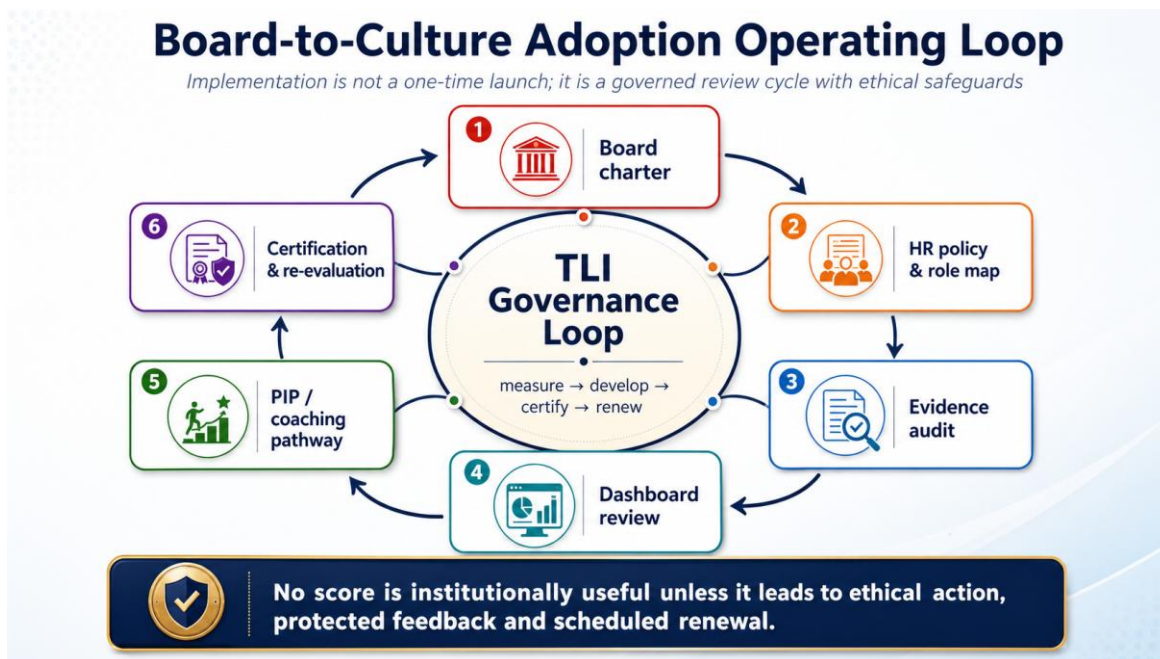 Board-to-Culture Adoption Operating Loop
Implementation is not a one-time launch; it is a governed review cycle with ethical safeguards
1
Board
charter
2
HR policy
& role map
3
Evidence
audit
4
Dashboard
review
5
PIP /
coaching
pathway
6
Certification
& re-evaluation
TLI
Governance
Loop
measure → develop →
certify → renew
No score is institutionally useful unless it leads to ethical action,
protected feedback and scheduled renewal.